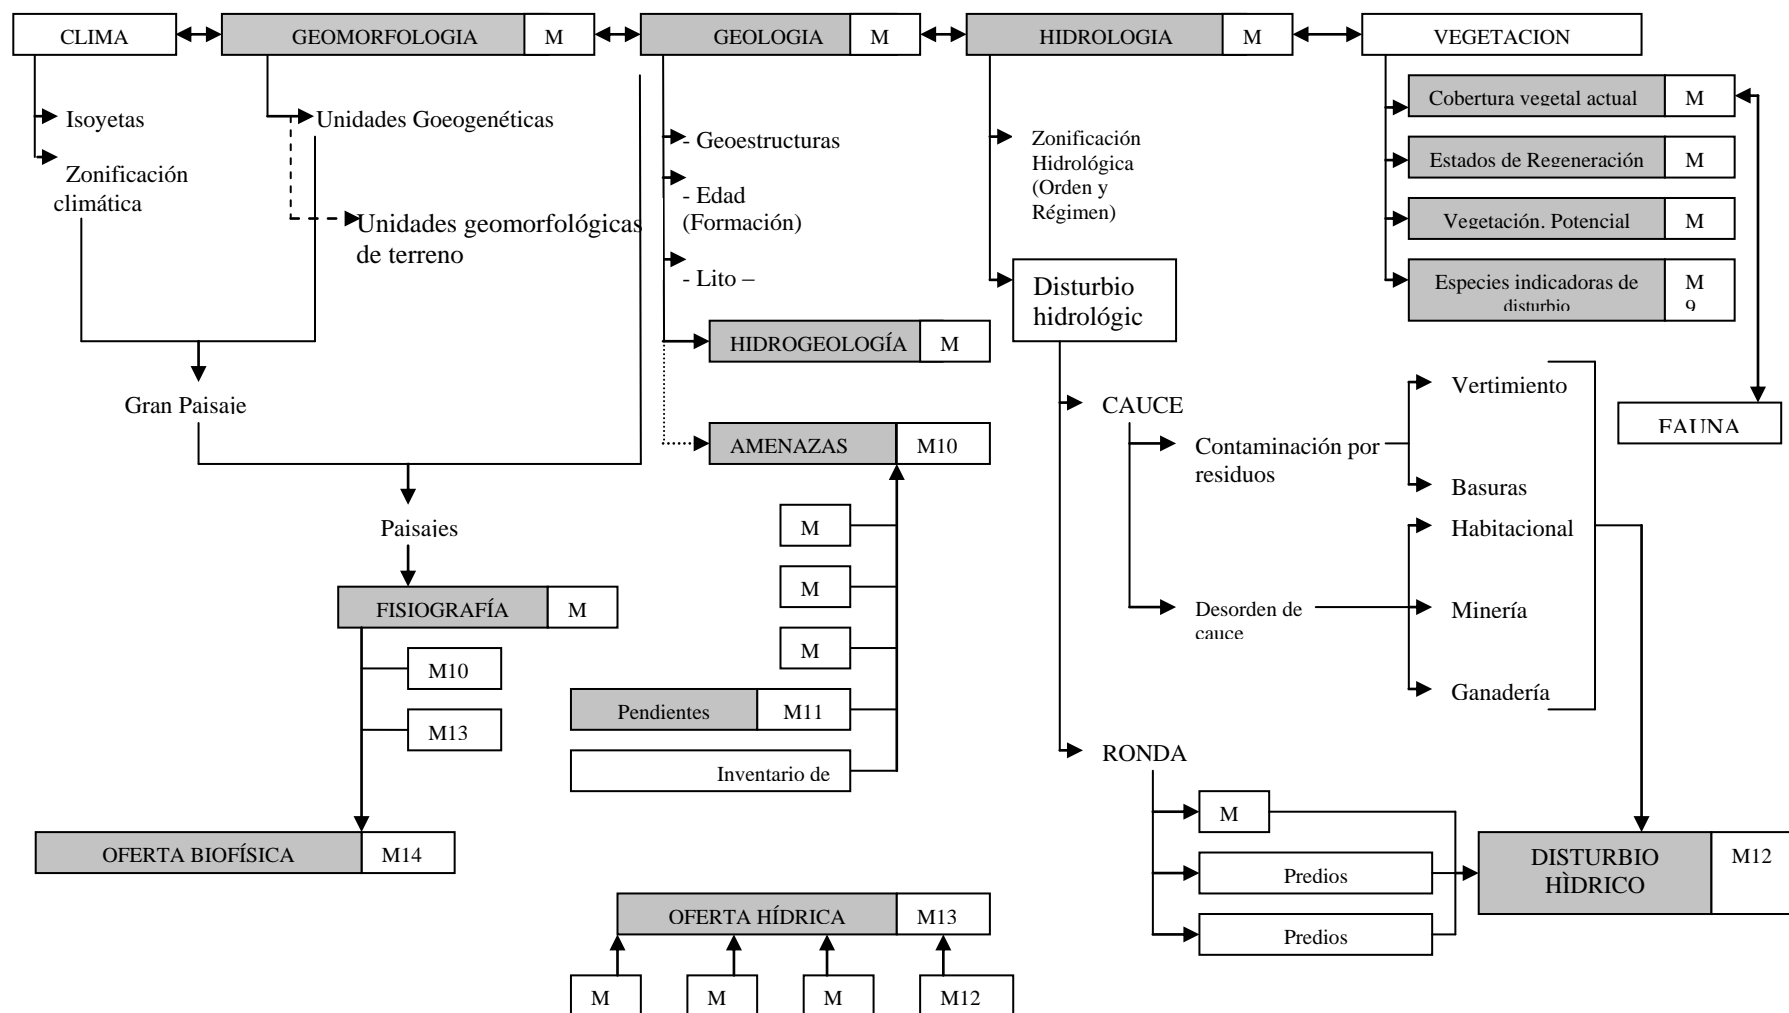 CLIMA
GEOMORFOLOGIA M
GEOLOGIA M
HIDROLOGIA M
VEGETACION
Isoyetas
Zonificación
climática
Unidades Goeogenéticas
Unidades geomorfológicas
de terreno
Gran Paisaje
Paisajes
FISIOGRAFÍA M
M10
M13
OFERTA BIOFÍSICA M14
- Geoestructuras
- Edad
(Formación)
- Lito –
HIDROGEOLOGÍA M
AMENAZAS M10
M
M
M
Pendientes M11
Inventario de
OFERTA HÍDRICA M13
M
M
M
M12
Zonificación
Hidrológica
(Orden y
Régimen)
Disturbio
hidrológic
CAUCE
Contaminación por
residuos
Vertimiento
Basuras
Desorden de
cauce
Habitacional
Minería
Ganadería
RONDA
M
Predios
Predios
DISTURBIO M12
HÌDRICO
Cobertura vegetal actual M
Estados de Regeneración M
Vegetación. Potencial M
Especies indicadoras de M
disturbio 9
FAUNA